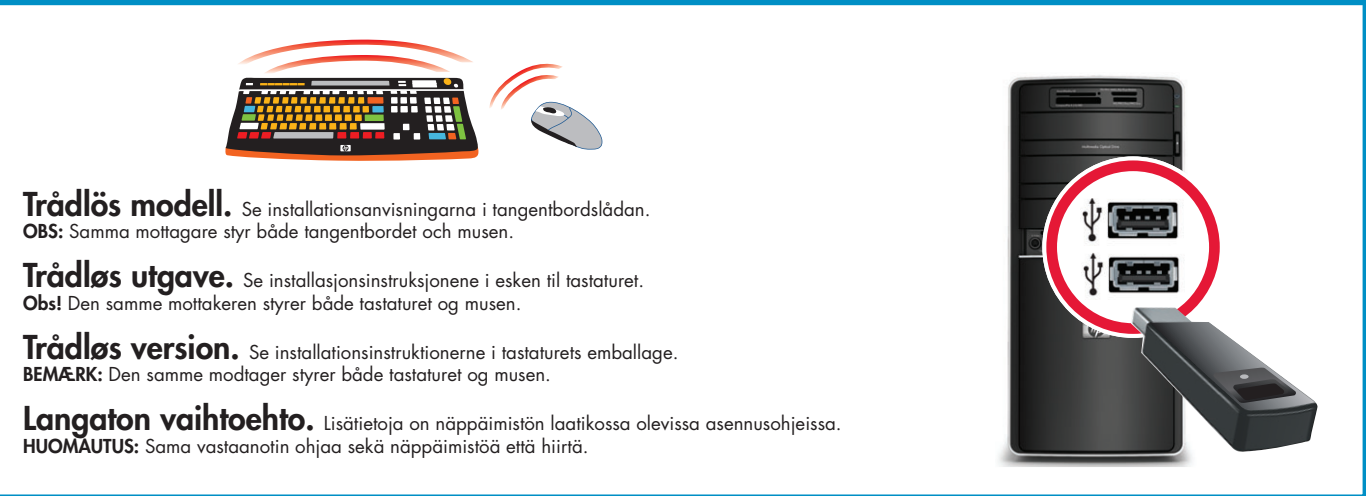 Trådlös modell. Se installationsanvisningarna i tangentbordslådan.
OBS: Samma mottagare styr både tangentbordet och musen.
Trådløs utgave. Se installasjonsinstruksjonene i esken til tastaturet.
Obs! Den samme mottakeren styrer både tastaturet og musen.
Trådløs version. Se installationsinstruktionerne i tastaturets emballage.
BEMÆRK: Den samme modtager styrer både tastaturet og musen.
Langaton vaihtoehto. Lisätietoja on näppäimistön laatikossa olevissa asennusohjeissa.
HUOMAUTUS: Sama vastaanotin ohjaa sekä näppäimistöä että hiirtä.